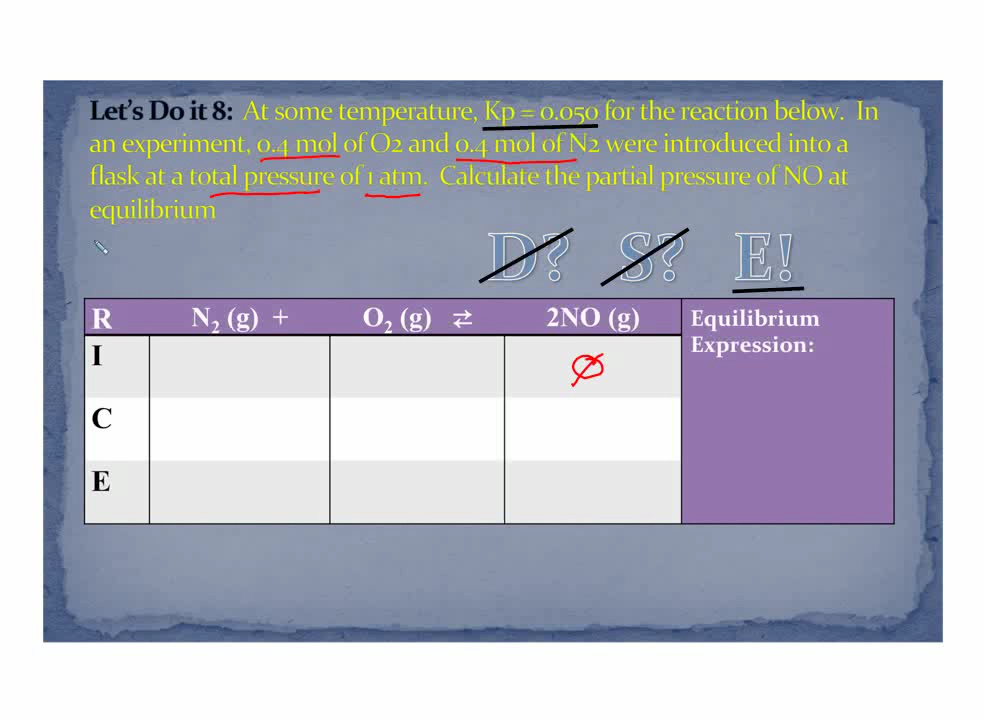 Let's Do it 8: At some temperature, Kp = 0.050 for the reaction below. In
an experiment, 0.4 mol of O2 and 0.4 mol of N2 were introduced into a
flask at a total pressure of 1 atm. Calculate the partial pressure of NO at
equilibrium
D? S? E!
R N₂ (g) + O₂ (g) ⇄ 2NO (g) Equilibrium
Expression:
I ∅
C
E